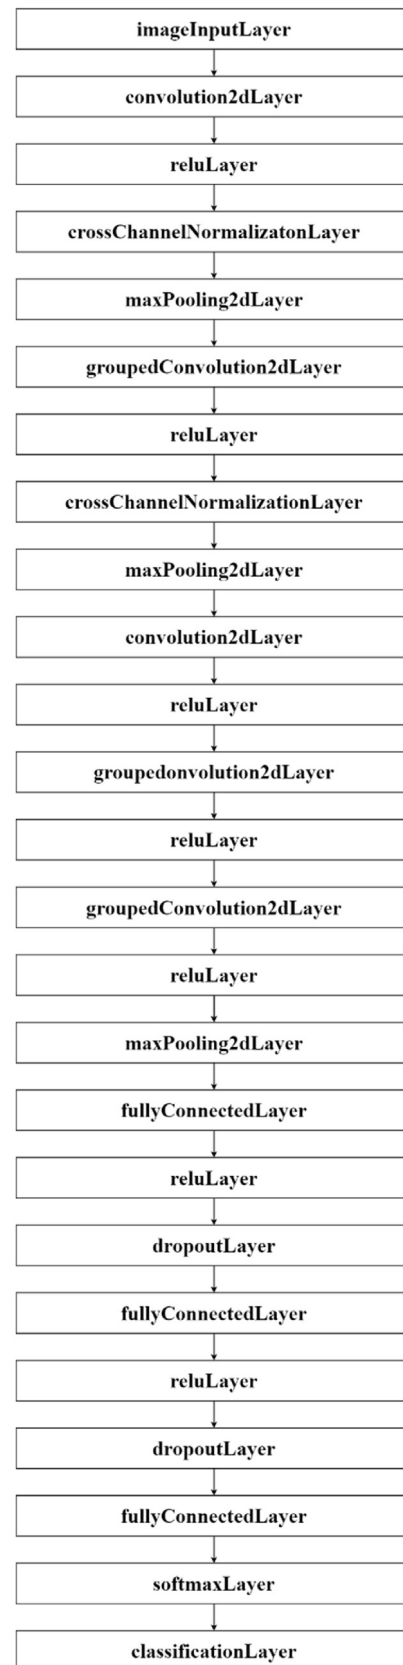 imageInputLayer
convolution2dLayer
reluLayer
crossChannelNormalizatonLayer
maxPooling2dLayer
groupedConvolution2dLayer
reluLayer
crossChannelNormalizationLayer
maxPooling2dLayer
convolution2dLayer
reluLayer
groupedonvolution2dLayer
reluLayer
groupedConvolution2dLayer
reluLayer
maxPooling2dLayer
fullyConnectedLayer
reluLayer
dropoutLayer
fullyConnectedLayer
reluLayer
dropoutLayer
fullyConnectedLayer
softmaxLayer
classificationLayer